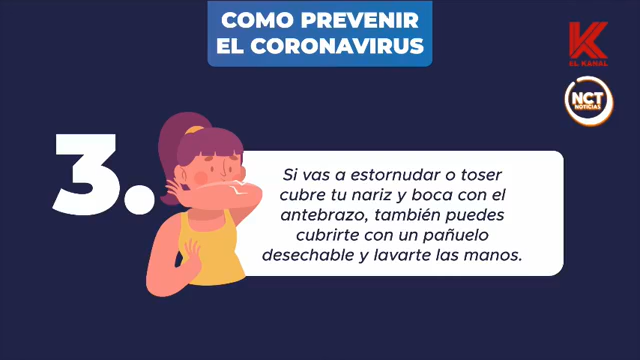 COMO PREVENIR
EL CORONAVIRUS
K
EL KANAL
NCT
NOTICIAS
3.
Si vas a estornudar o toser
cubre tu nariz y boca con el
antebrazo, también puedes
cubrirte con un pañuelo
desechable y lavarte las manos.